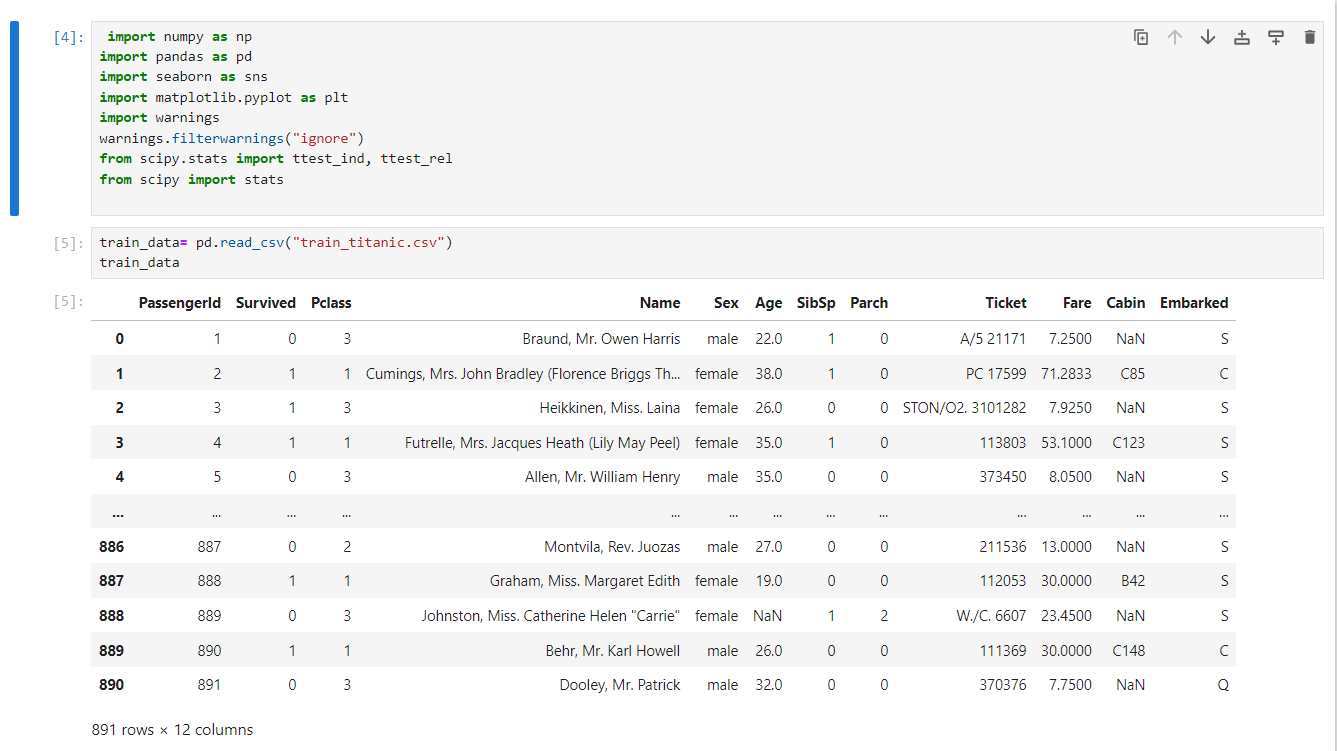 [4]: import numpy as np
import pandas as pd
import seaborn as sns
import matplotlib.pyplot as plt
import warnings
warnings.filterwarnings("ignore")
from scipy.stats import ttest_ind, ttest_rel
from scipy import stats
[5]: train_data= pd.read_csv("train_titanic.csv")
train_data
[5]: PassengerId Survived Pclass Name Sex Age SibSp Parch Ticket Fare Cabin Embarked
0 1 0 3 Braund, Mr. Owen Harris male 22.0 1 0 A/5 21171 7.2500 NaN S
1 2 1 1 Cumings, Mrs. John Bradley (Florence Briggs Th... female 38.0 1 0 PC 17599 71.2833 C85 C
2 3 1 3 Heikkinen, Miss. Laina female 26.0 0 0 STON/O2. 3101282 7.9250 NaN S
3 4 1 1 Futrelle, Mrs. Jacques Heath (Lily May Peel) female 35.0 1 0 113803 53.1000 C123 S
4 5 0 3 Allen, Mr. William Henry male 35.0 0 0 373450 8.0500 NaN S
... ... ... ... ... ... ... ... ... ... ... ... ...
886 887 0 2 Montvila, Rev. Juozas male 27.0 0 0 211536 13.0000 NaN S
887 888 1 1 Graham, Miss. Margaret Edith female 19.0 0 0 112053 30.0000 B42 S
888 889 0 3 Johnston, Miss. Catherine Helen "Carrie" female NaN 1 2 W./C. 6607 23.4500 NaN S
889 890 1 1 Behr, Mr. Karl Howell male 26.0 0 0 111369 30.0000 C148 C
890 891 0 3 Dooley, Mr. Patrick male 32.0 0 0 370376 7.7500 NaN Q
891 rows × 12 columns